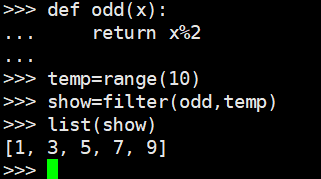 >>> def odd(x):
...     return x%2
...
>>> temp=range(10)
>>> show=filter(odd,temp)
>>> list(show)
[1, 3, 5, 7, 9]
>>>